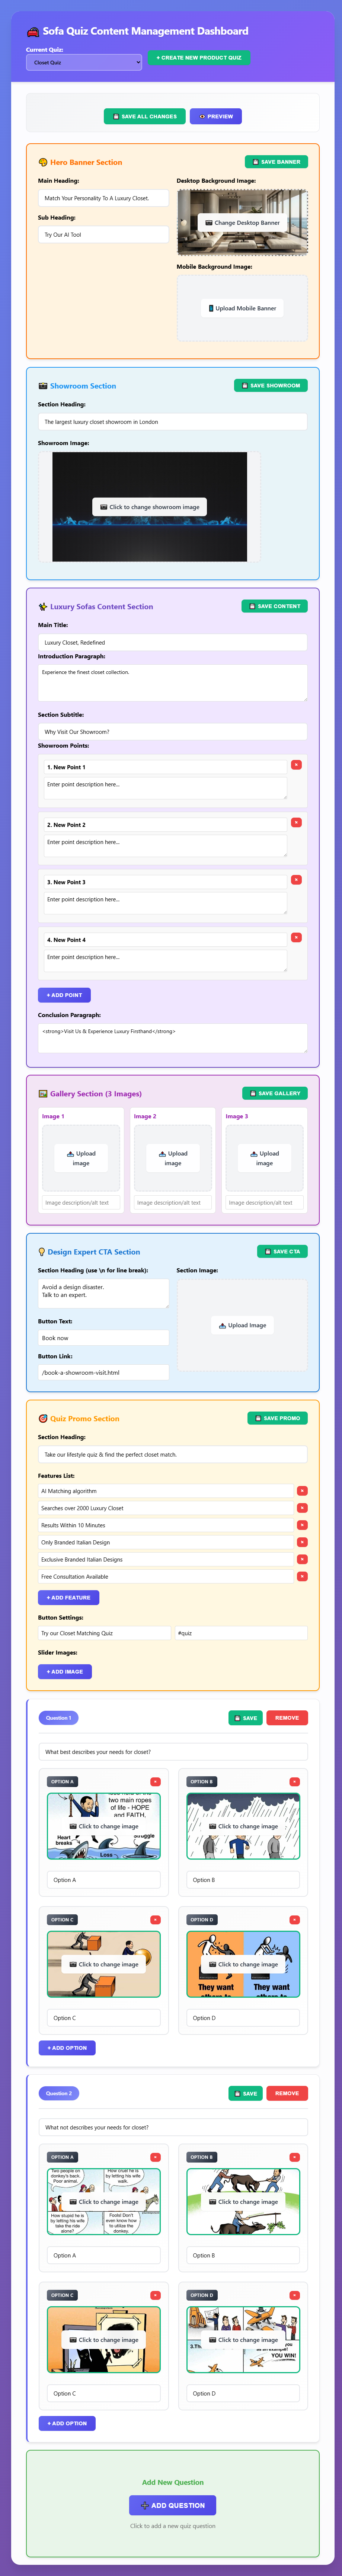 Sofa Quiz Content Management Dashboard
Current Quiz:
Closet Quiz
+ CREATE NEW PRODUCT QUIZ
SAVE ALL CHANGES
PREVIEW
Hero Banner Section
SAVE BANNER
Main Heading:
Match Your Personality To A Luxury Closet.
Sub Heading:
Try Our AI Tool
Desktop Background Image:
Change Desktop Banner
Mobile Background Image:
Upload Mobile Banner
Showroom Section
SAVE SHOWROOM
Section Heading:
The largest luxury closet showroom in London
Showroom Image:
Click to change showroom image
Luxury Sofas Content Section
SAVE CONTENT
Main Title:
Luxury Closet, Redefined
Introduction Paragraph:
Experience the finest closet collection.
Section Subtitle:
Why Visit Our Showroom?
Showroom Points:
1. New Point 1
Enter point description here...
2. New Point 2
Enter point description here...
3. New Point 3
Enter point description here...
4. New Point 4
Enter point description here...
+ ADD POINT
Conclusion Paragraph:
<strong>Visit Us & Experience Luxury Firsthand</strong>
Gallery Section (3 Images)
SAVE GALLERY
Image 1
Upload
image
Image description/alt text
Image 2
Upload
image
Image description/alt text
Image 3
Upload
image
Image description/alt text
Design Expert CTA Section
SAVE CTA
Section Heading (use \n for line break):
Avoid a design disaster.
Talk to an expert.
Button Text:
Book now
Button Link:
/book-a-showroom-visit.html
Section Image:
Upload Image
Quiz Promo Section
SAVE PROMO
Section Heading:
Take our lifestyle quiz & find the perfect closet match.
Features List:
AI Matching algorithm
Searches over 2000 Luxury Closet
Results Within 10 Minutes
Only Branded Italian Design
Exclusive Branded Italian Designs
Free Consultation Available
+ ADD FEATURE
Button Settings:
Try our Closet Matching Quiz
#quiz
Slider Images:
+ ADD IMAGE
Question 1
SAVE
REMOVE
What best describes your needs for closet?
OPTION A
two main ropes
of life - HOPE
and FAITH.
Click to change image
Heart
breaks
Loss
Option A
OPTION B
Click to change image
Option B
OPTION C
Click to change image
Option C
OPTION D
Click to change image
They want
Option D
+ ADD OPTION
Question 2
SAVE
REMOVE
What not describes your needs for closet?
OPTION A
donkey's back.
Poor animal.
How cruel he is
by letting his wife
walk.
Click to change image
How stupid he is
by letting his wife
take the ride
alone?
Fools! Don't
even know how
to utilize the
donkey.
Option A
OPTION B
Click to change image
Option B
OPTION C
Click to change image
Option C
OPTION D
Click to change image
YOU WIN!
Option D
+ ADD OPTION
Add New Question
ADD QUESTION
Click to add a new quiz question